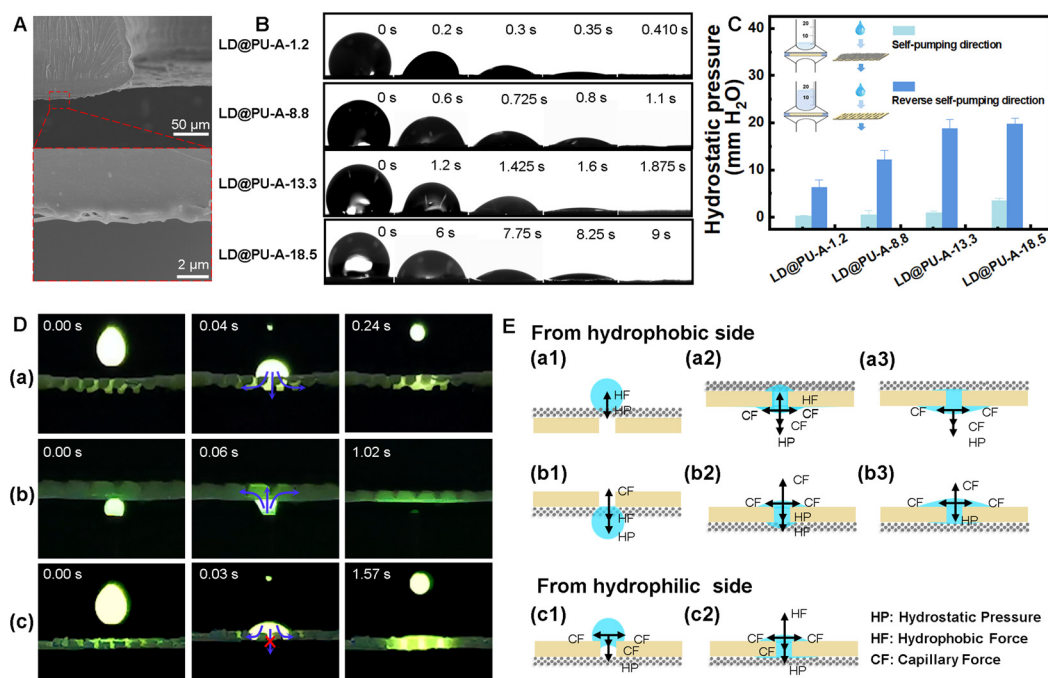 A
50 μm
2 μm
B
LD@PU-A-1.2
0 s 0.2 s 0.3 s 0.35 s 0.410 s
LD@PU-A-8.8
0 s 0.6 s 0.725 s 0.8 s 1.1 s
LD@PU-A-13.3
0 s 1.2 s 1.425 s 1.6 s 1.875 s
LD@PU-A-18.5
0 s 6 s 7.75 s 8.25 s 9 s
C
Hydrostatic pressure
(mm H₂O)
40
30
20
10
0
20
10
Self-pumping direction
20
10
Reverse self-pumping direction
LD@PU-A-1.2
LD@PU-A-8.8
LD@PU-A-13.3
LD@PU-A-18.5
D
(a)
0.00 s 0.04 s 0.24 s
(b)
0.00 s 0.06 s 1.02 s
(c)
0.00 s 0.03 s 1.57 s
E
From hydrophobic side
(a1) (a2) (a3)
HF
HP
HF
CF CF
CF
HP
CF CF
CF
HP
(b1) (b2) (b3)
CF
HF
HP
CF
CF CF
HP
HP
CF
CF CF
HP
From hydrophilic side
(c1) (c2)
CF CF
CF
HP
HF
CF CF
CF
HP
HP: Hydrostatic Pressure
HF: Hydrophobic Force
CF: Capillary Force